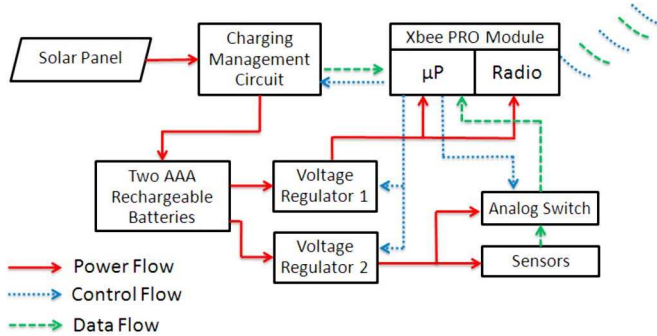 Solar Panel
Charging
Management
Circuit
Xbee PRO Module
µP
Radio
Two AAA
Rechargeable
Batteries
Voltage
Regulator 1
Analog Switch
Voltage
Regulator 2
Sensors
Power Flow
Control Flow
Data Flow